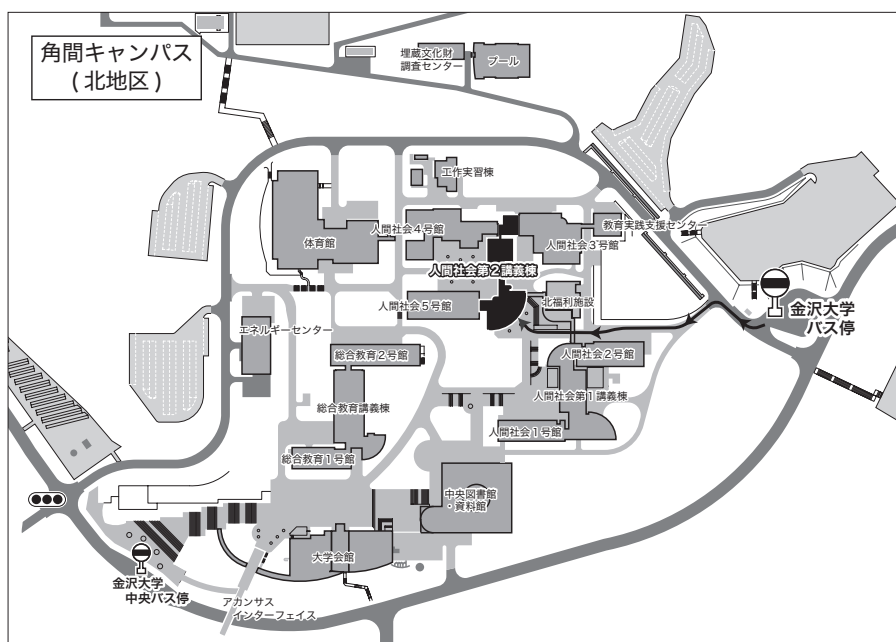 角間キャンパス
(北地区)
埋蔵文化財
調査センター
プール
工作実習棟
教育実践支援センター
人間社会4号館
人間社会3号館
体育館
人間社会第2講義棟
人間社会5号館
北福利施設
金沢大学
バス停
エネルギーセンター
総合教育2号館
人間社会2号館
総合教育講義棟
人間社会第1講義棟
人間社会1号館
総合教育1号館
中央図書館
・資料館
大学会館
金沢大学
中央バス停
アカンサス
インターフェイス